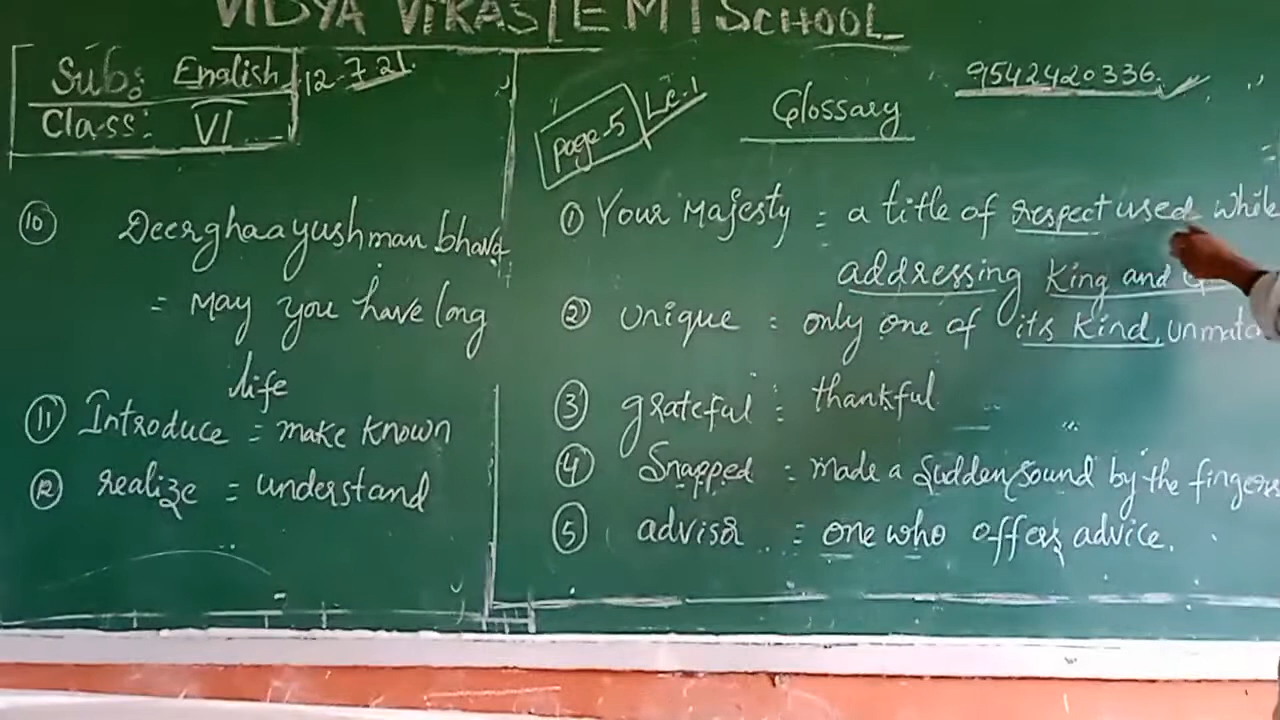 VIDYA VIKAS E M SCHOOL
Sub: English 12-7-21.
Class: VI
10 Deerghaayushman bhava
= May you have long
life
11 Introduce = make known
12 realize = understand
9542420336.
Page-5 Le.1
Glossary
1 Your Majesty = a title of respect used while
addressing King and
2 unique = only one of its kind, unmatc
3 grateful = thankful
4 Snapped = made a sudden sound by the fingers
5 advisor = one who offers advice.